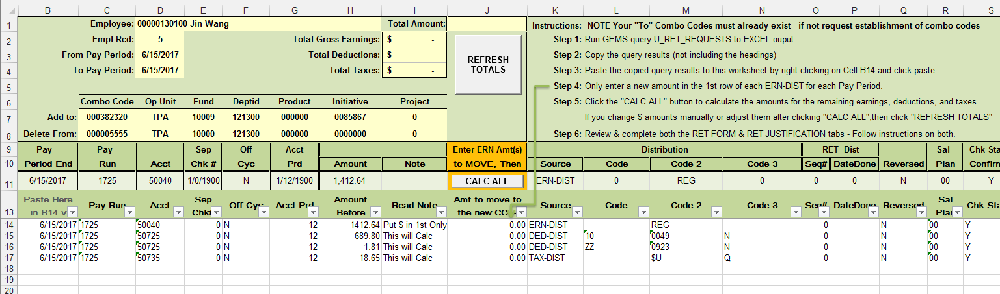 B C D E F G H I J K L M N O P Q R S
1 Employee: 00000130100 Jin Wang Total Amount: Instructions: NOTE-Your "To" Combo Codes must already exist - if not request establishment of combo codes
2 Empl Rcd: 5 Total Gross Earnings: $ - Step 1: Run GEMS query U_RET_REQUESTS to EXCEL ouput
3 From Pay Period: 6/15/2017 Total Deductions: $ - REFRESH TOTALS Step 2: Copy the query results (not including the headings)
4 To Pay Period: 6/15/2017 Total Taxes: $ - Step 3: Paste the copied query results to this worksheet by right clicking on Cell B14 and click paste
5 Step 4: Only enter a new amount in the 1st row of each ERN-DIST for each Pay Period.
6 Combo Code Op Unit Fund Deptid Product Initiative Project Step 5: Click the "CALC ALL" button to calculate the amounts for the remaining earnings, deductions, and taxes.
7 Add to: 000382320 TPA 10009 121300 000000 0085867 0 If you change $ amounts manually or adjust them after clicking "CALC ALL",then click "REFRESH TOTALS"
8 Delete From: 000005555 TPA 10000 121300 000000 0000000 0 Step 6: Review & complete both the RET FORM & RET JUSTIFICATION tabs - Follow instructions on both.
9 Pay Pay Sep Off Acct Enter ERN Amt(s) Distribution RET Dist Sal Chk Sta
10 Period End Run Acct Chk # Cyc Prd Amount Note to MOVE, Then Source Code Code 2 Code 3 Seq# DateDone Reversed Plan Confirm
11 6/15/2017 1725 50040 1/0/1900 N 1/12/1900 1,412.64 CALC ALL ERN-DIST 0 REG 0 0 0 N 00 Y
Paste Here Sep Amount Amt to move to Sal
13 in B14 Pay Run Acct Chk Off Cyc Acct Prd Before Read Note the new CC Source Code Code 2 Code 3 Seq# DateDone Reversed Plan Chk Sta
14 6/15/2017 1725 50040 0 N 12 1412.64 Put $ in 1st Only 0.00 ERN-DIST REG 0 N 00 Y
15 6/15/2017 1725 50725 0 N 12 689.80 This will Calc 0.00 DED-DIST 10 0049 N 0 N 00 Y
16 6/15/2017 1725 50725 0 N 12 1.81 This will Calc 0.00 DED-DIST ZZ 0923 N 0 N 00 Y
17 6/15/2017 1725 50735 0 N 12 18.65 This will Calc 0.00 TAX-DIST $U Q 0 N 00 Y
18
19
20